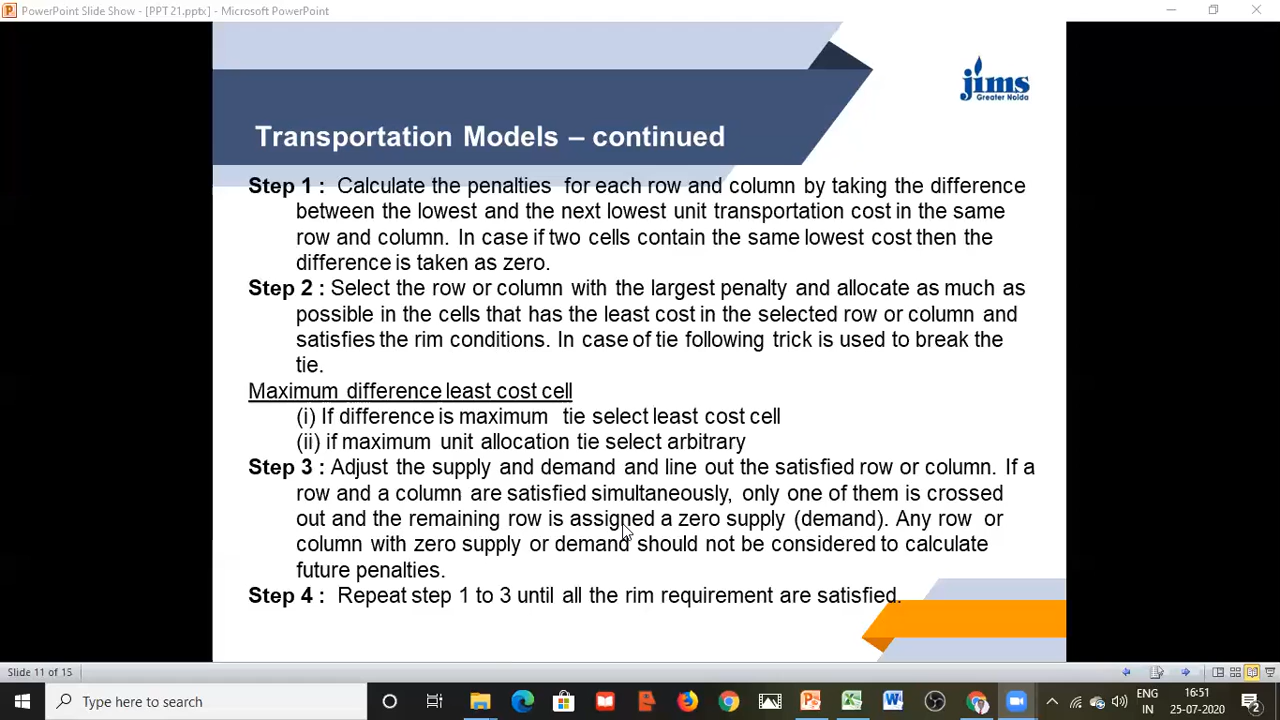 PowerPoint Slide Show - [PPT 21.pptx] - Microsoft PowerPoint
jims
Greater Noida
Transportation Models – continued
Step 1 : Calculate the penalties for each row and column by taking the difference
between the lowest and the next lowest unit transportation cost in the same
row and column. In case if two cells contain the same lowest cost then the
difference is taken as zero.
Step 2 : Select the row or column with the largest penalty and allocate as much as
possible in the cells that has the least cost in the selected row or column and
satisfies the rim conditions. In case of tie following trick is used to break the
tie.
Maximum difference least cost cell
(i) If difference is maximum tie select least cost cell
(ii) if maximum unit allocation tie select arbitrary
Step 3 : Adjust the supply and demand and line out the satisfied row or column. If a
row and a column are satisfied simultaneously, only one of them is crossed
out and the remaining row is assigned a zero supply (demand). Any row or
column with zero supply or demand should not be considered to calculate
future penalties.
Step 4 : Repeat step 1 to 3 until all the rim requirement are satisfied.
Slide 11 of 15
Type here to search
ENG
IN
16:51
25-07-2020
2